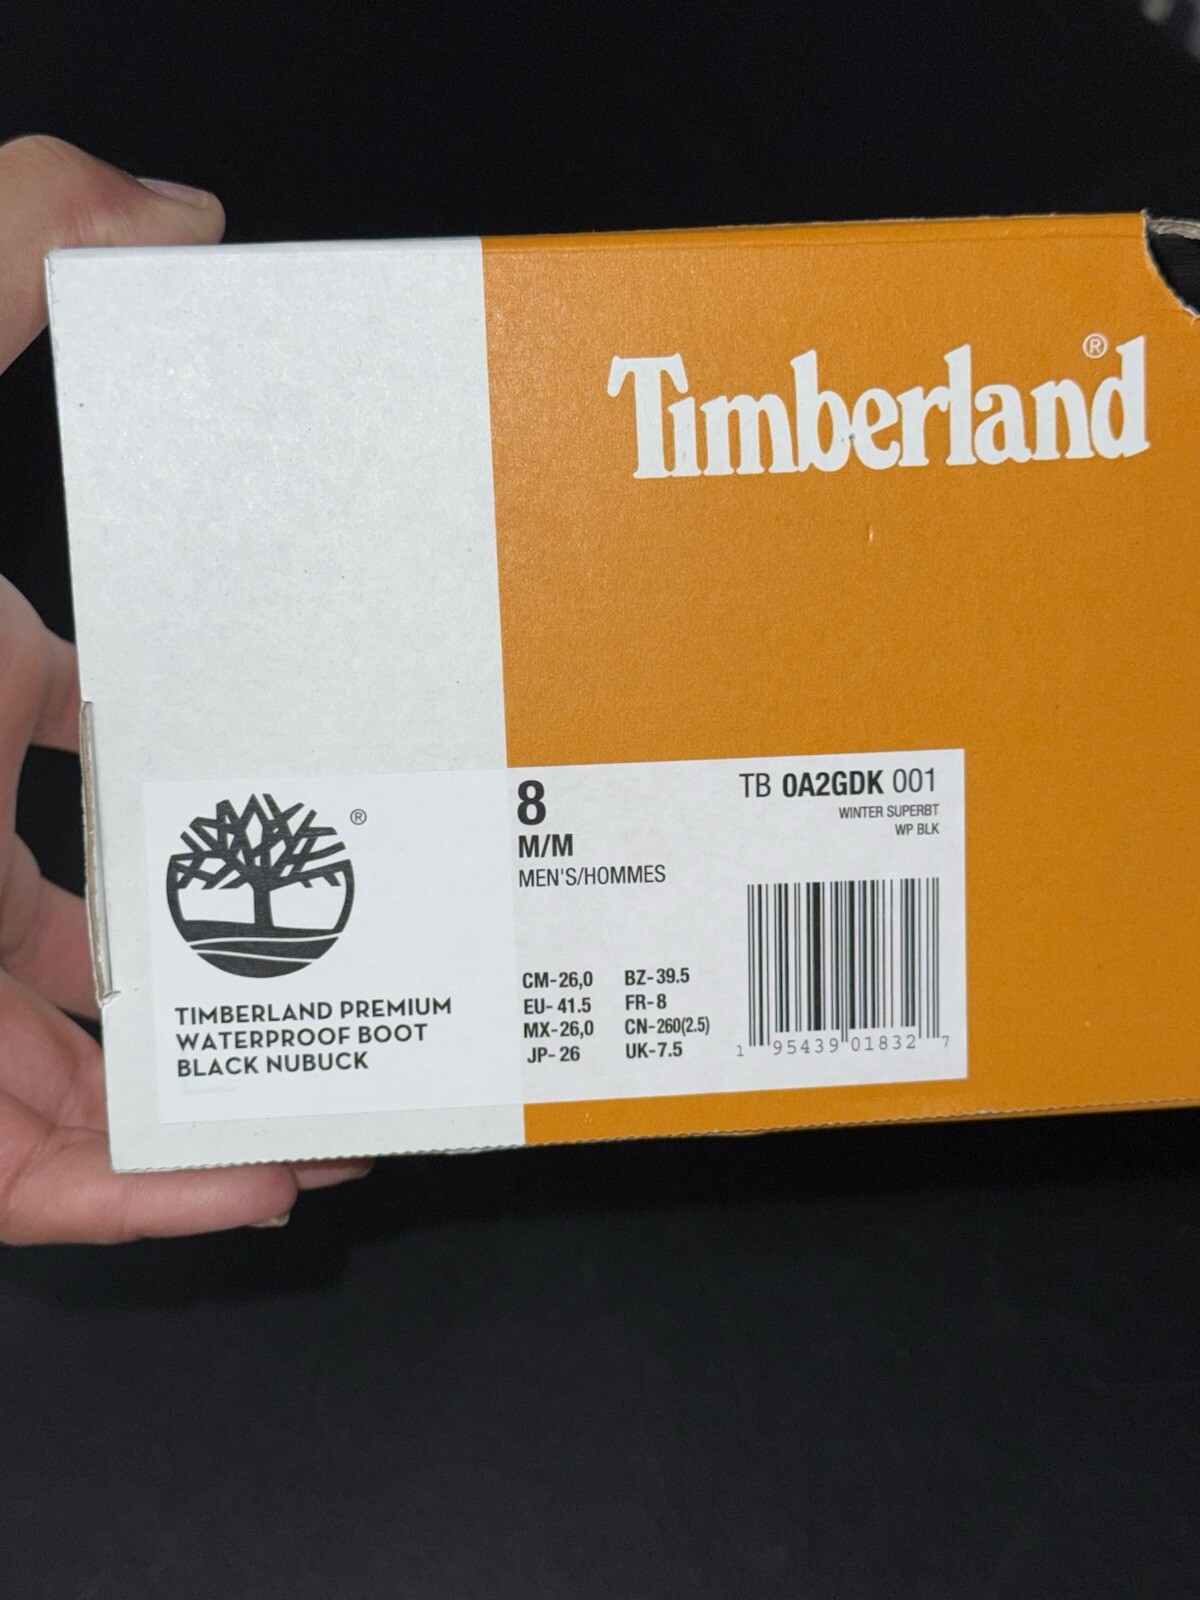 Timberland®
®
TIMBERLAND PREMIUM
WATERPROOF BOOT
BLACK NUBUCK
8
M/M
MEN'S/HOMMES
CM-26,0 BZ-39.5
EU- 41.5 FR-8
MX-26,0 CN-260(2.5)
JP- 26 UK-7.5
TB 0A2GDK 001
WINTER SUPERBT
WP BLK
1 95439 01832 7